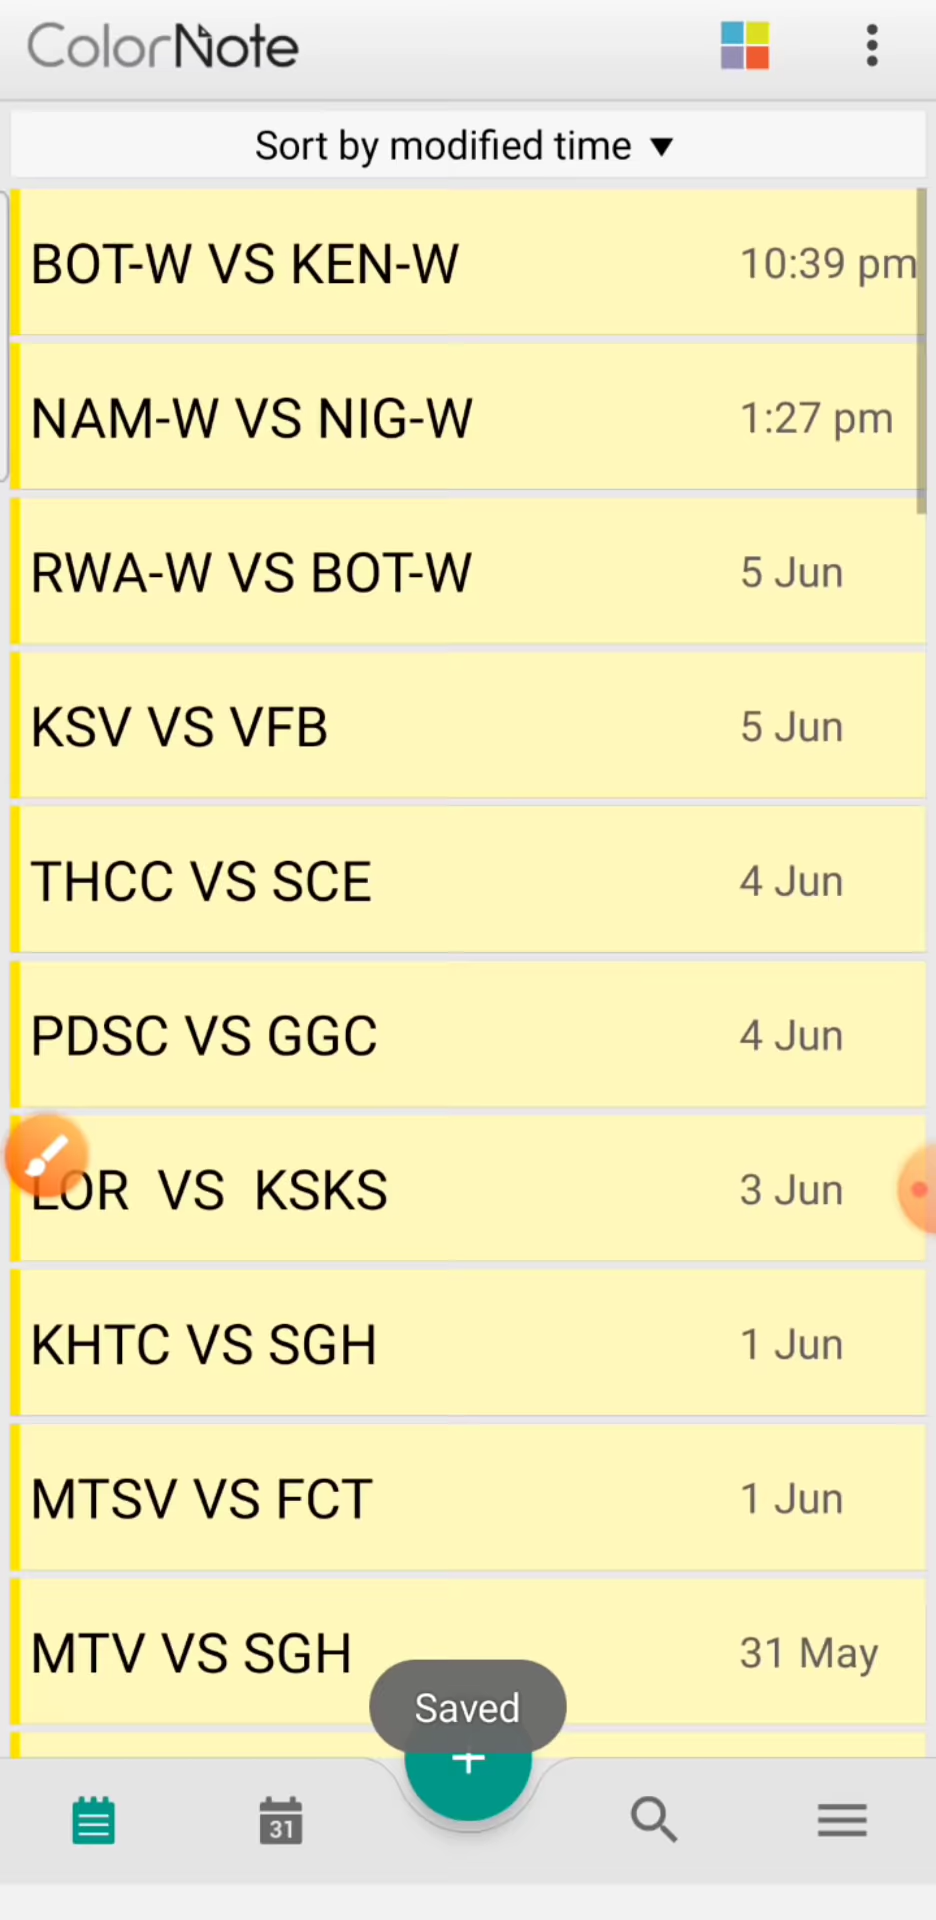 ColorNote
Sort by modified time ▼
BOT-W VS KEN-W 10:39 pm
NAM-W VS NIG-W 1:27 pm
RWA-W VS BOT-W 5 Jun
KSV VS VFB 5 Jun
THCC VS SCE 4 Jun
PDSC VS GGC 4 Jun
LOR VS KSKS 3 Jun
KHTC VS SGH 1 Jun
MTSV VS FCT 1 Jun
MTV VS SGH 31 May
Saved
31